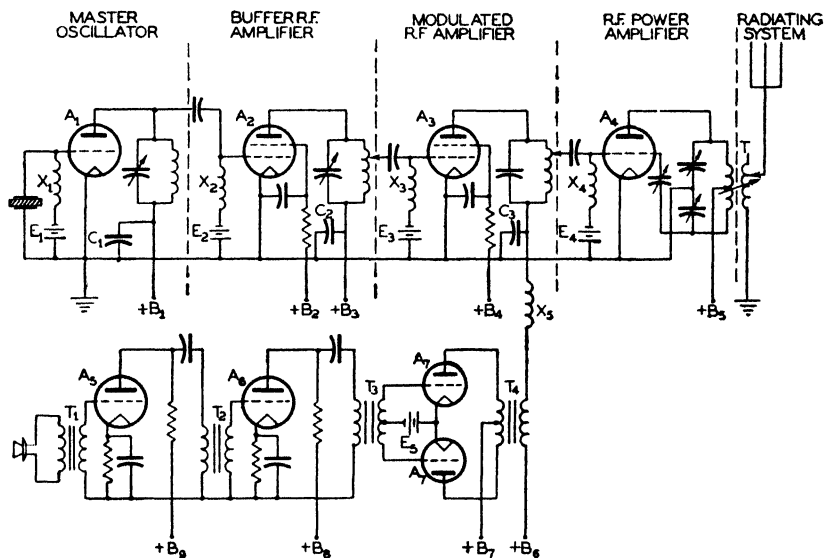 MASTER OSCILLATOR
BUFFER R.F. AMPLIFIER
MODULATED R.F. AMPLIFIER
R.F. POWER AMPLIFIER
RADIATING SYSTEM
A1
A2
A3
A4
X1
X2
X3
X4
T
E1
C1
E2
C2
E3
C3
E4
+B1
+B2
+B3
+B4
X5
+B5
A5
A6
A7
T1
T2
T3
E5
T4
A7
+B9
+B8
+B7
+B6